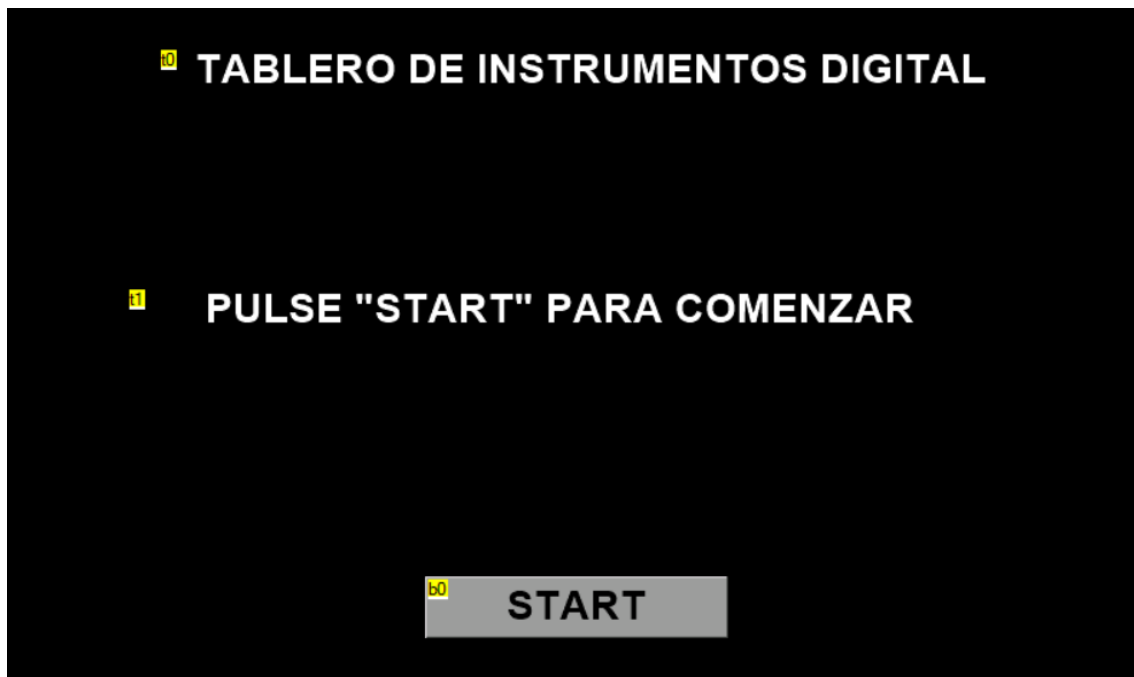 t0 TABLERO DE INSTRUMENTOS DIGITAL
t1 PULSE "START" PARA COMENZAR
b0 START